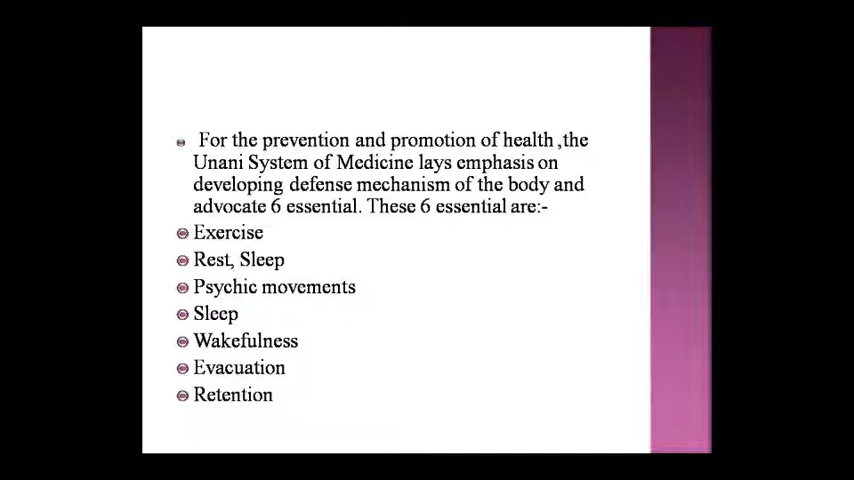 For the prevention and promotion of health ,the
Unani System of Medicine lays emphasis on
developing defense mechanism of the body and
advocate 6 essential. These 6 essential are:-
Exercise
Rest, Sleep
Psychic movements
Sleep
Wakefulness
Evacuation
Retention